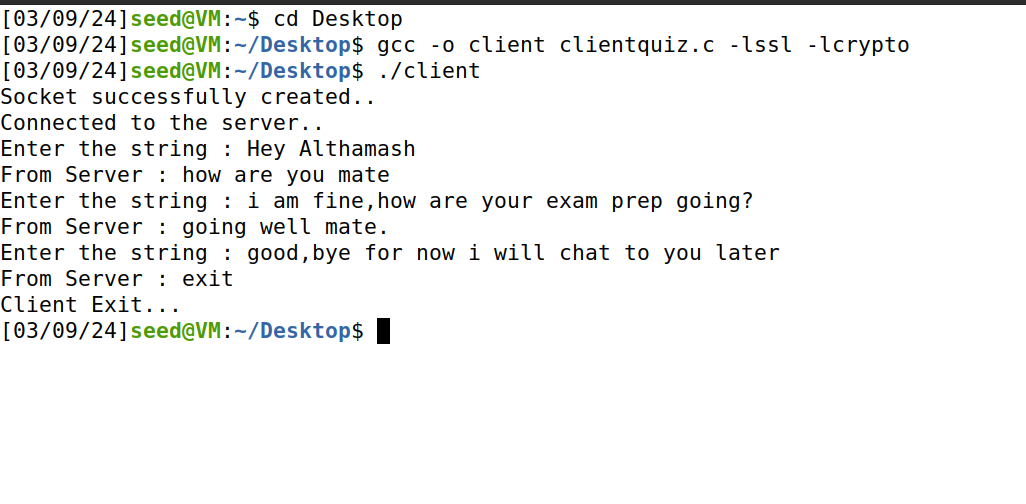 [03/09/24]seed@VM:~$ cd Desktop
[03/09/24]seed@VM:~/Desktop$ gcc -o client clientquiz.c -lssl -lcrypto
[03/09/24]seed@VM:~/Desktop$ ./client
Socket successfully created..
Connected to the server..
Enter the string : Hey Althamash
From Server : how are you mate
Enter the string : i am fine,how are your exam prep going?
From Server : going well mate.
Enter the string : good,bye for now i will chat to you later
From Server : exit
Client Exit...
[03/09/24]seed@VM:~/Desktop$